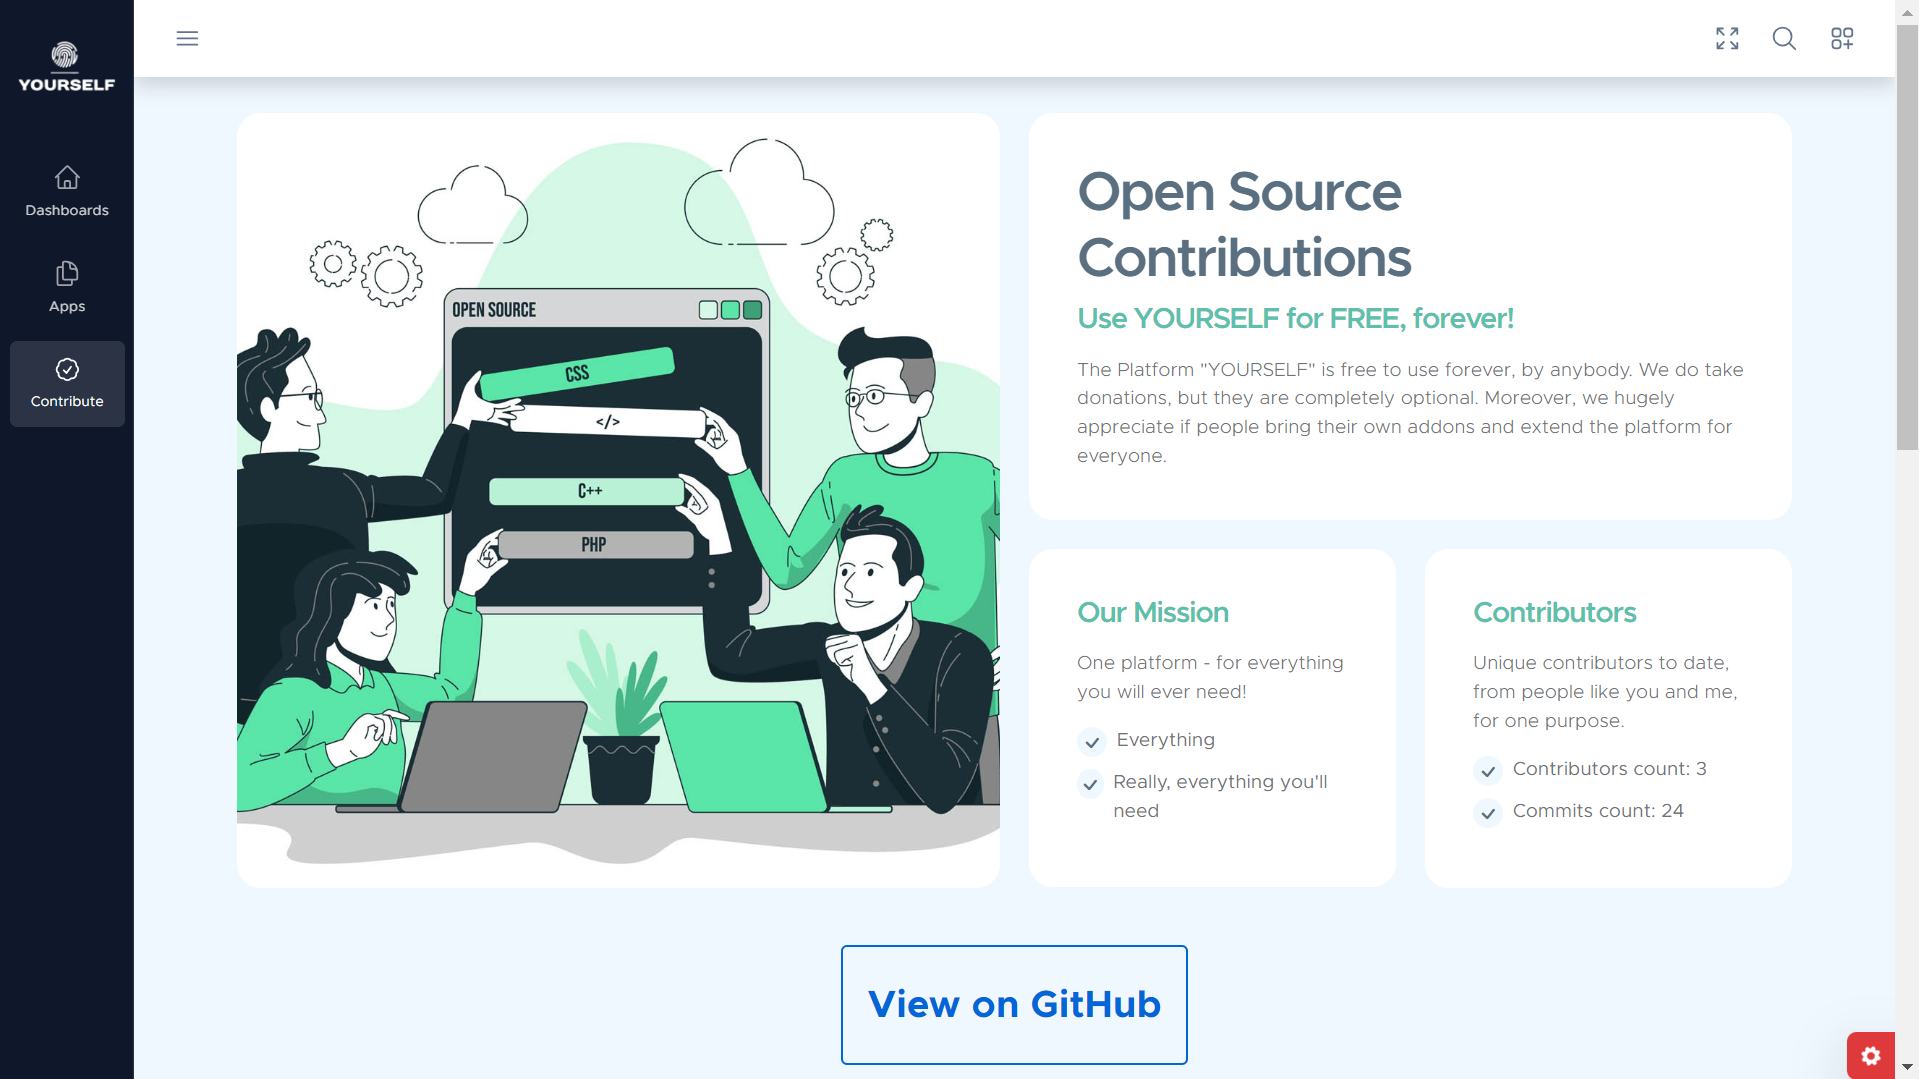 YOURSELF
Dashboards
Apps
Contribute
OPEN SOURCE
CSS
</>
C++
PHP
Open Source
Contributions
Use YOURSELF for FREE, forever!
The Platform "YOURSELF" is free to use forever, by anybody. We do take
donations, but they are completely optional. Moreover, we hugely
appreciate if people bring their own addons and extend the platform for
everyone.
Our Mission
One platform - for everything
you will ever need!
Everything
Really, everything you'll
need
Contributors
Unique contributors to date,
from people like you and me,
for one purpose.
Contributors count: 3
Commits count: 24
View on GitHub